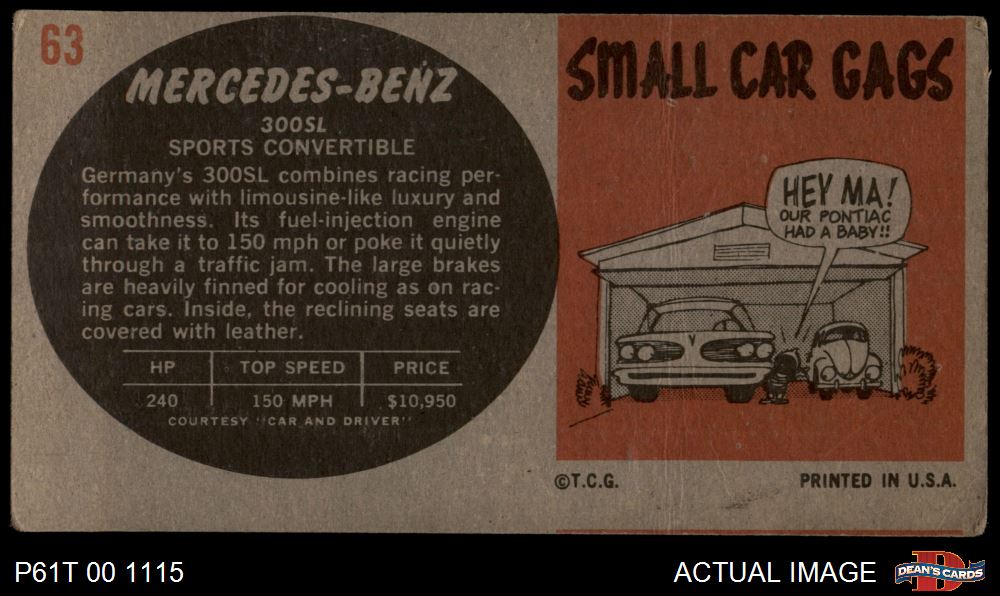 63
MERCEDES-BENZ
300SL
SPORTS CONVERTIBLE
Germany's 300SL combines racing per-
formance with limousine-like luxury and
smoothness. Its fuel-injection engine
can take it to 150 mph or poke it quietly
through a traffic jam. The large brakes
are heavily finned for cooling as on rac-
ing cars. Inside, the reclining seats are
covered with leather.
HP TOP SPEED PRICE
240 150 MPH $10,950
COURTESY "CAR AND DRIVER"
SMALL CAR GAGS
HEY MA!
OUR PONTIAC
HAD A BABY!!
V
©T.C.G. PRINTED IN U.S.A.
P61T 00 1115 ACTUAL IMAGE
D
DEAN'S CARDS